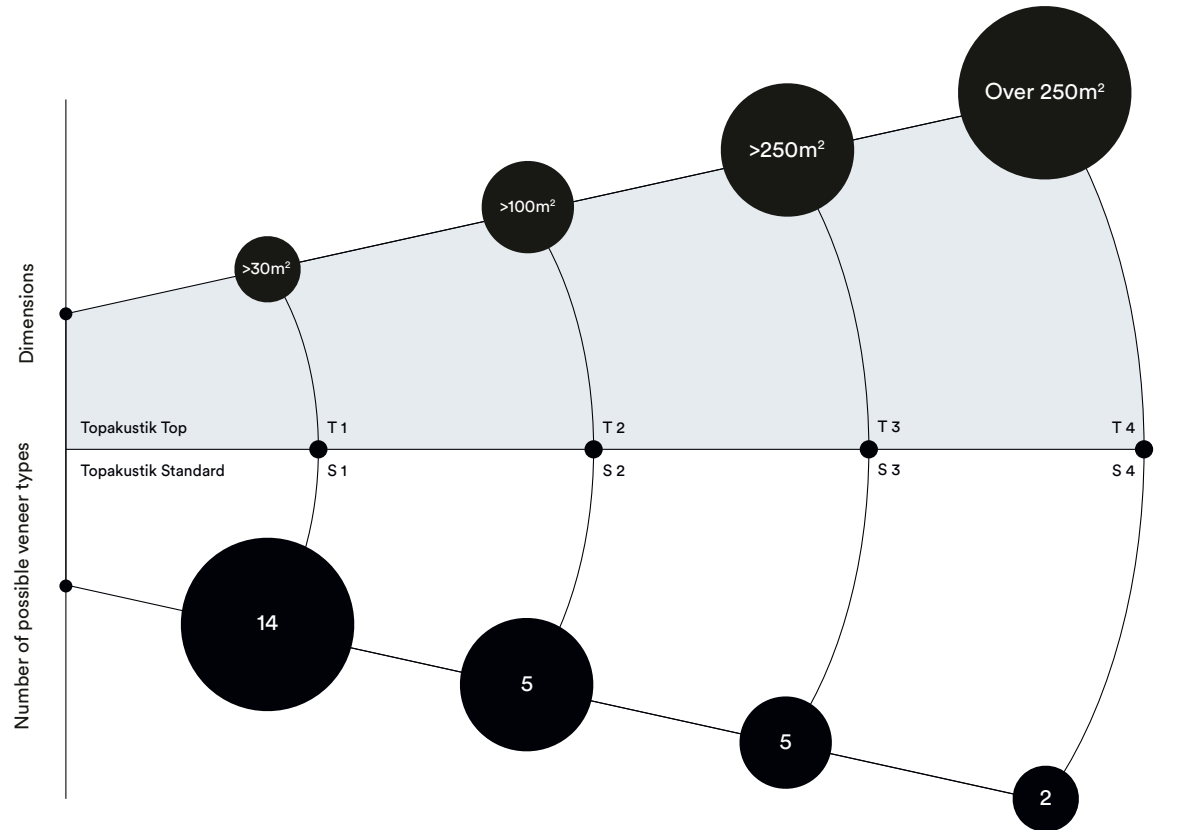 Over 250m²
>250m²
>100m²
>30m²
Dimensions
Topakustik Top
T 1
T 2
T 3
T 4
Topakustik Standard
S 1
S 2
S 3
S 4
Number of possible veneer types
14
5
5
2